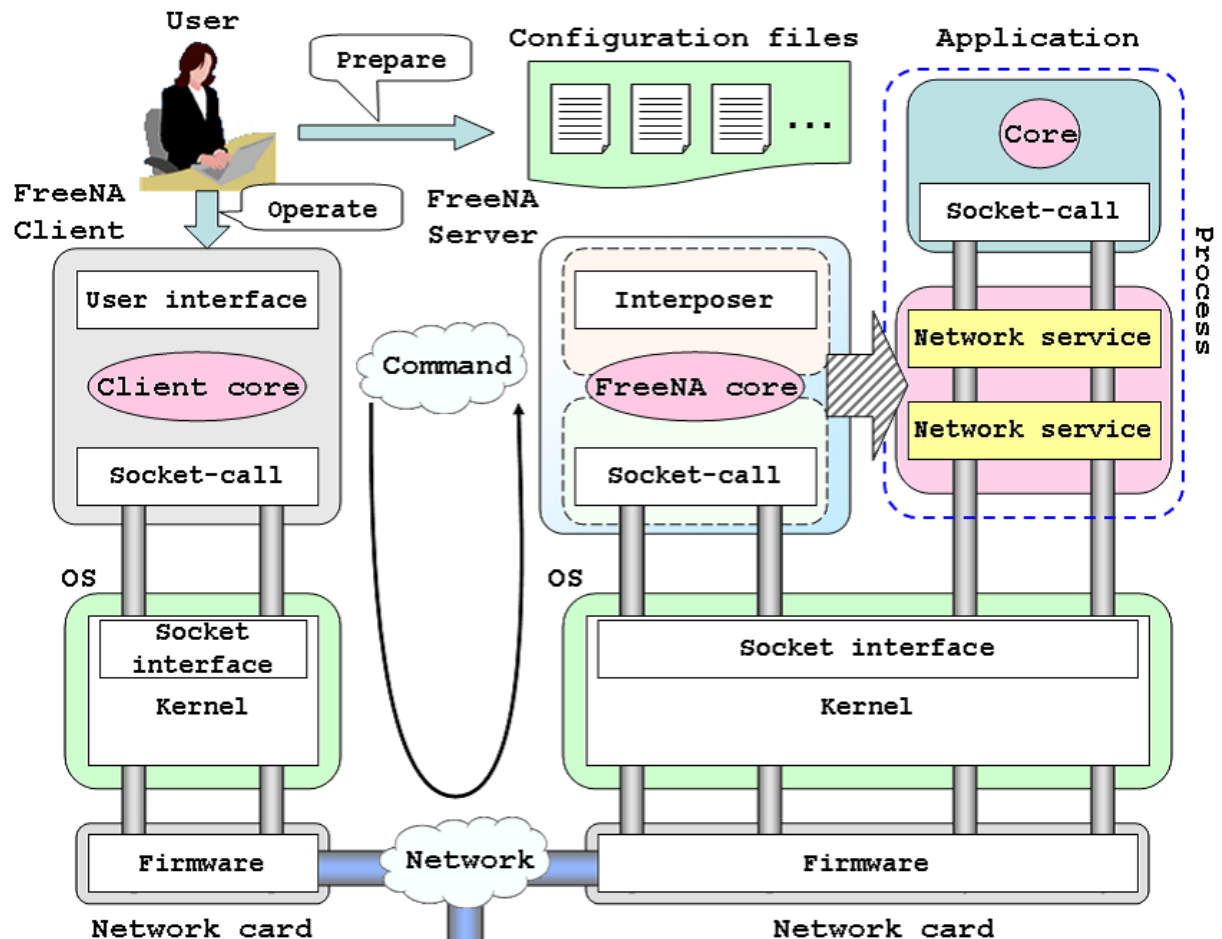 User
Prepare
Configuration files
Application
...
Core
FreeNA
Client
Operate
FreeNA
Server
Socket-call
Process
User interface
Interposer
Network service
Command
Client core
FreeNA core
Network service
Socket-call
Socket-call
OS
OS
Socket
interface
Socket interface
Kernel
Kernel
Firmware
Network
Firmware
Network card
Network card